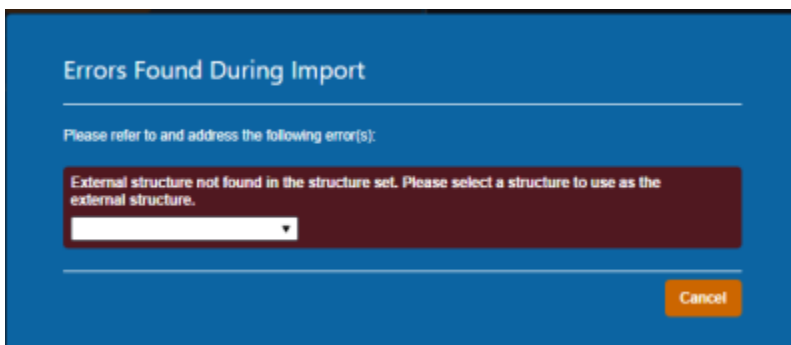 Errors Found During Import
Please refer to and address the following error(s):
External structure not found in the structure set. Please select a structure to use as the
external structure.
Cancel